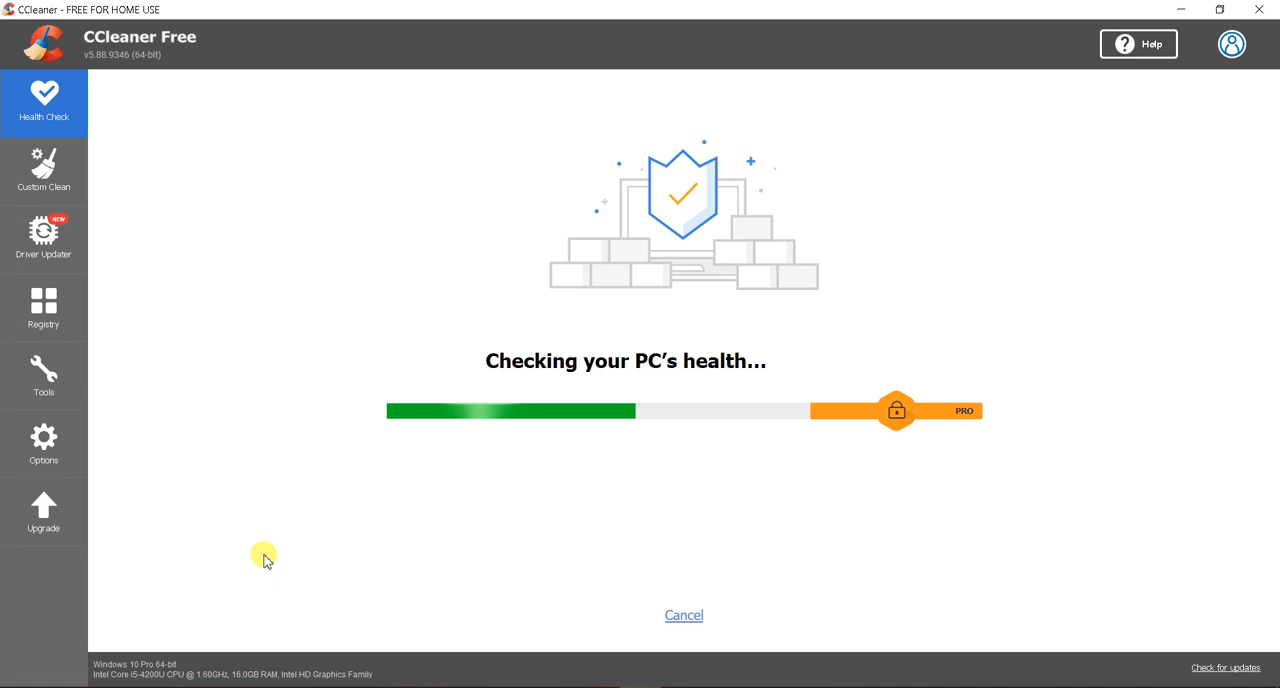 CCleaner - FREE FOR HOME USE
CCleaner Free
v5.88.9346 (64-bit)
Help
Health Check
Custom Clean
NEW
Driver Updater
Registry
Tools
Options
Upgrade
Checking your PC's health...
PRO
Cancel
Windows 10 Pro 64-bit
Intel Core i5-4200U CPU @ 1.60GHz, 16.0GB RAM, Intel HD Graphics Family
Check for updates